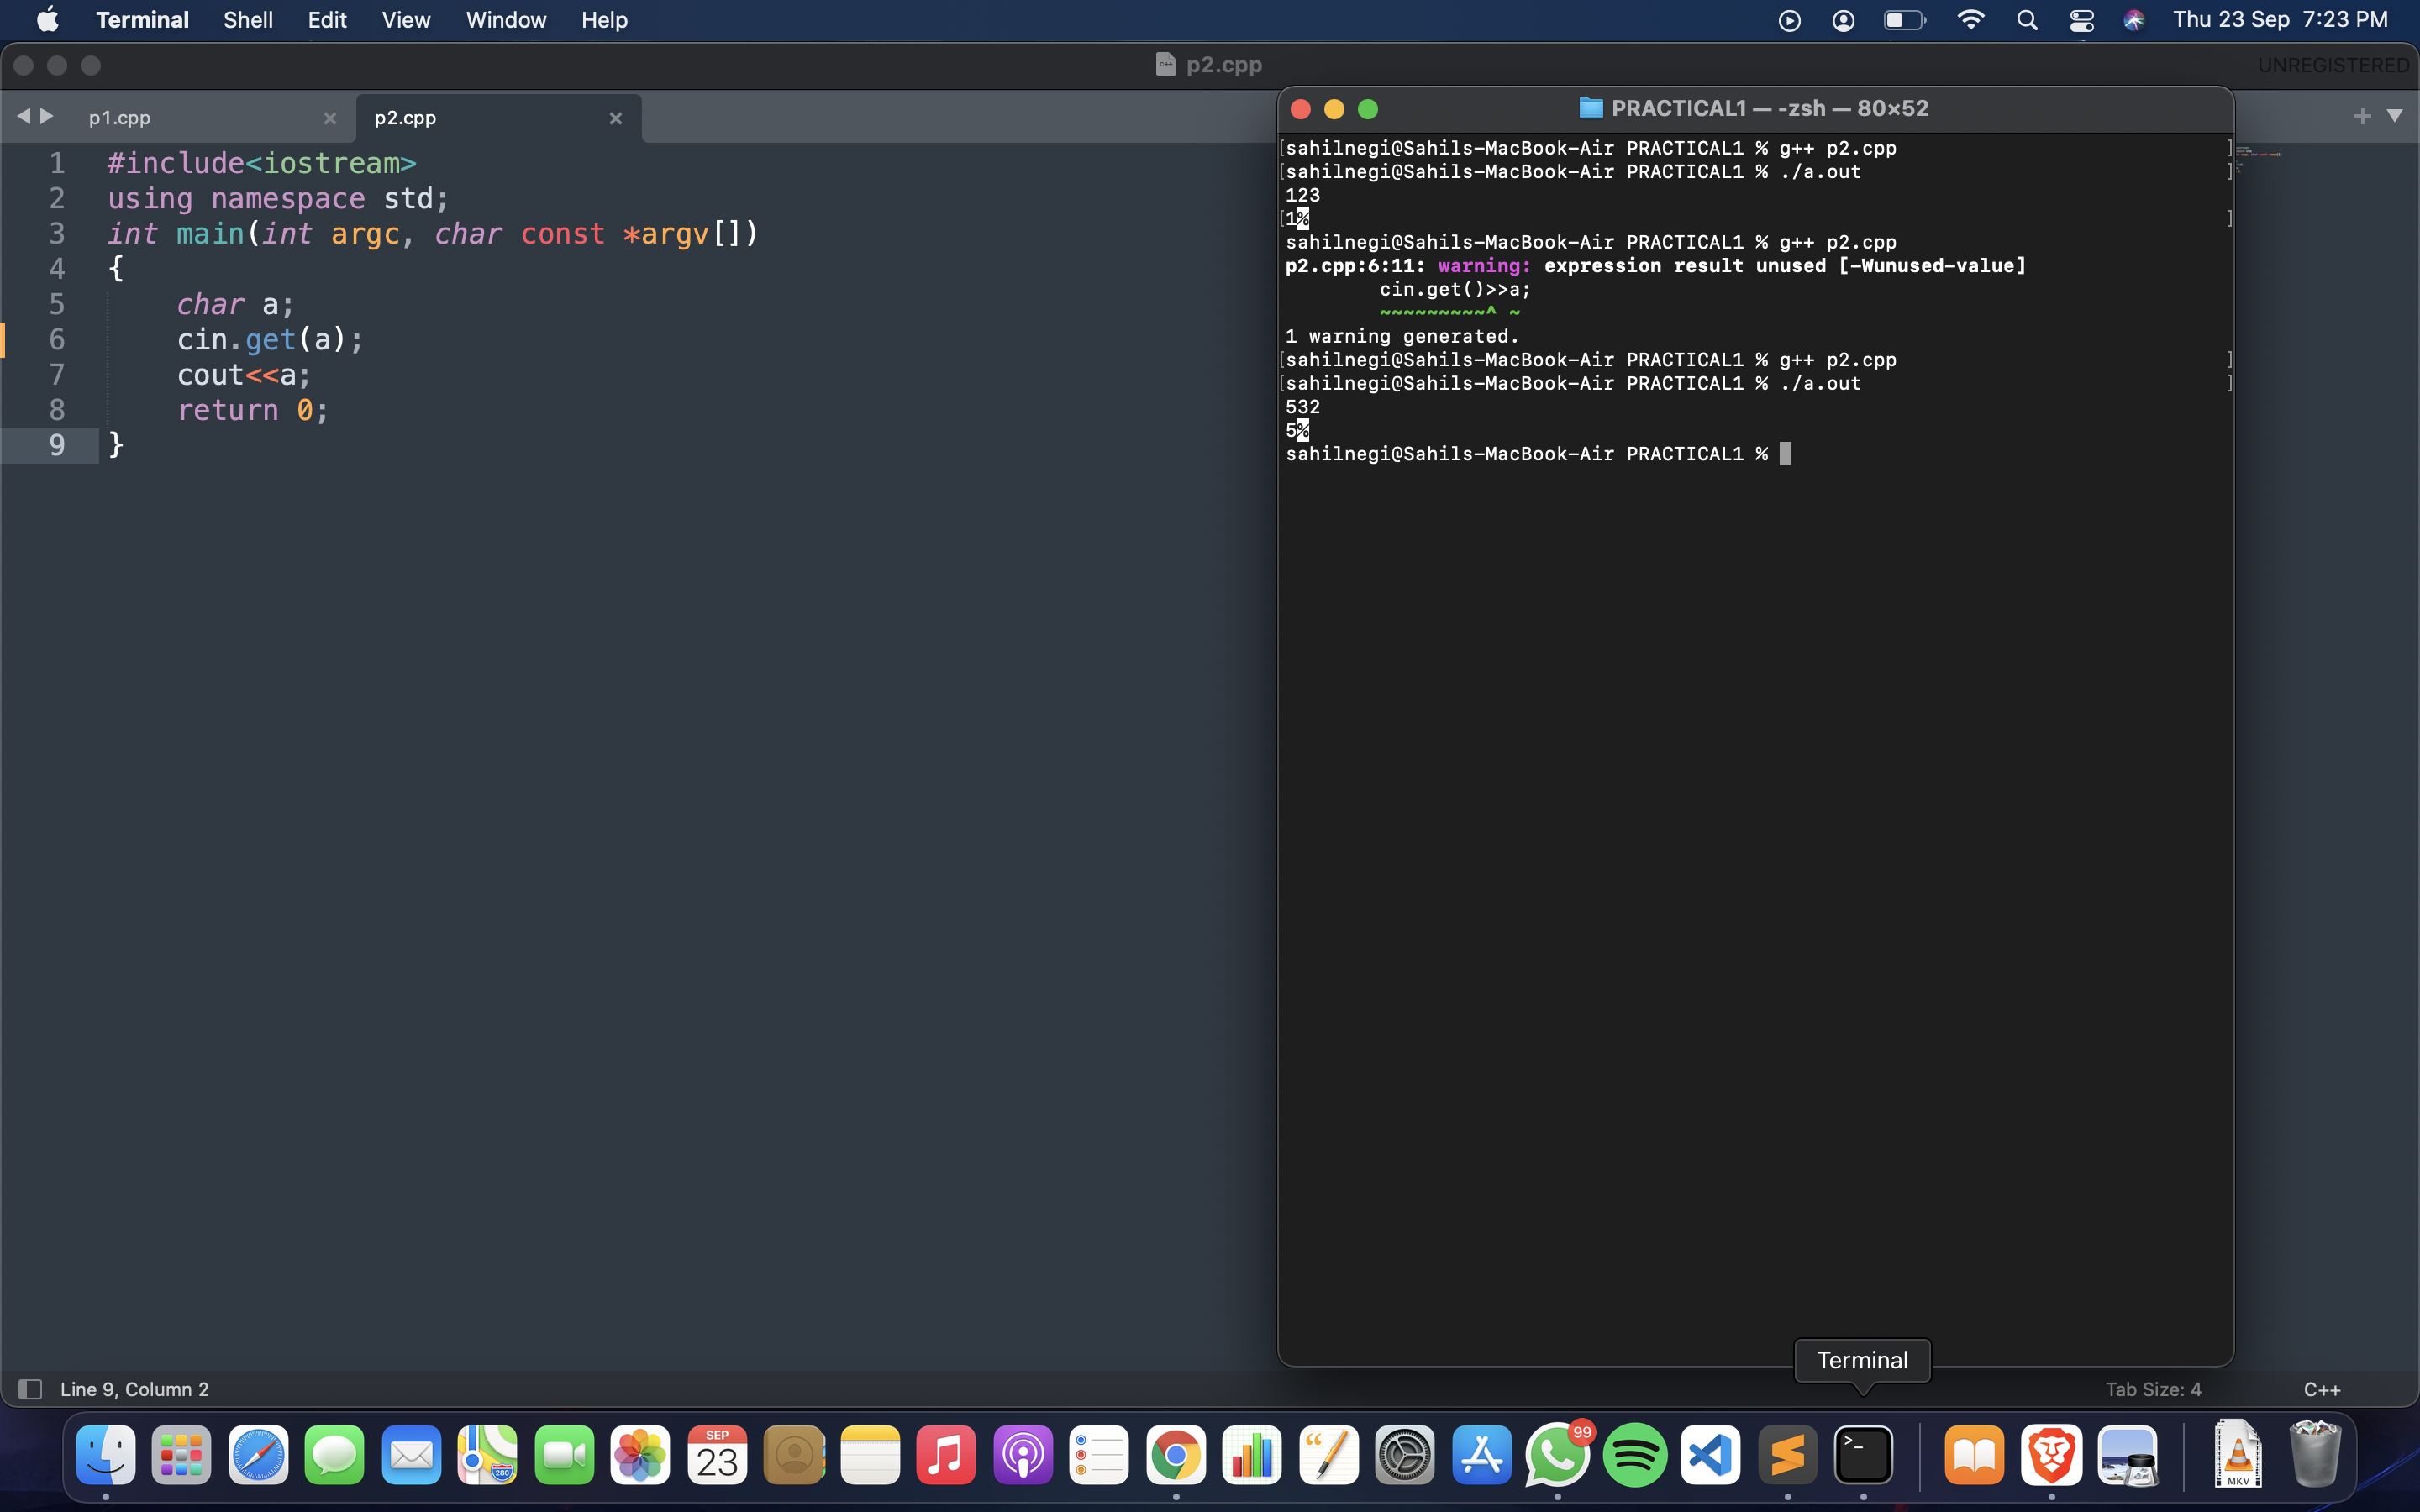 Terminal Shell Edit View Window Help Thu 23 Sep 7:23 PM
p2.cpp UNREGISTERED
p1.cpp p2.cpp
1 #include<iostream>
2 using namespace std;
3 int main(int argc, char const *argv[])
4 {
5 char a;
6 cin.get(a);
7 cout<<a;
8 return 0;
9 }
PRACTICAL1 — -zsh — 80×52
[sahilnegi@Sahils-MacBook-Air PRACTICAL1 % g++ p2.cpp ]
[sahilnegi@Sahils-MacBook-Air PRACTICAL1 % ./a.out ]
123
[1% ]
sahilnegi@Sahils-MacBook-Air PRACTICAL1 % g++ p2.cpp
p2.cpp:6:11: warning: expression result unused [-Wunused-value]
cin.get()>>a;
~~~~~~~~~^ ~
1 warning generated.
[sahilnegi@Sahils-MacBook-Air PRACTICAL1 % g++ p2.cpp ]
[sahilnegi@Sahils-MacBook-Air PRACTICAL1 % ./a.out ]
532
5%
sahilnegi@Sahils-MacBook-Air PRACTICAL1 %
Terminal
Line 9, Column 2 Tab Size: 4 C++
SEP
23
280
99
>_
MKV